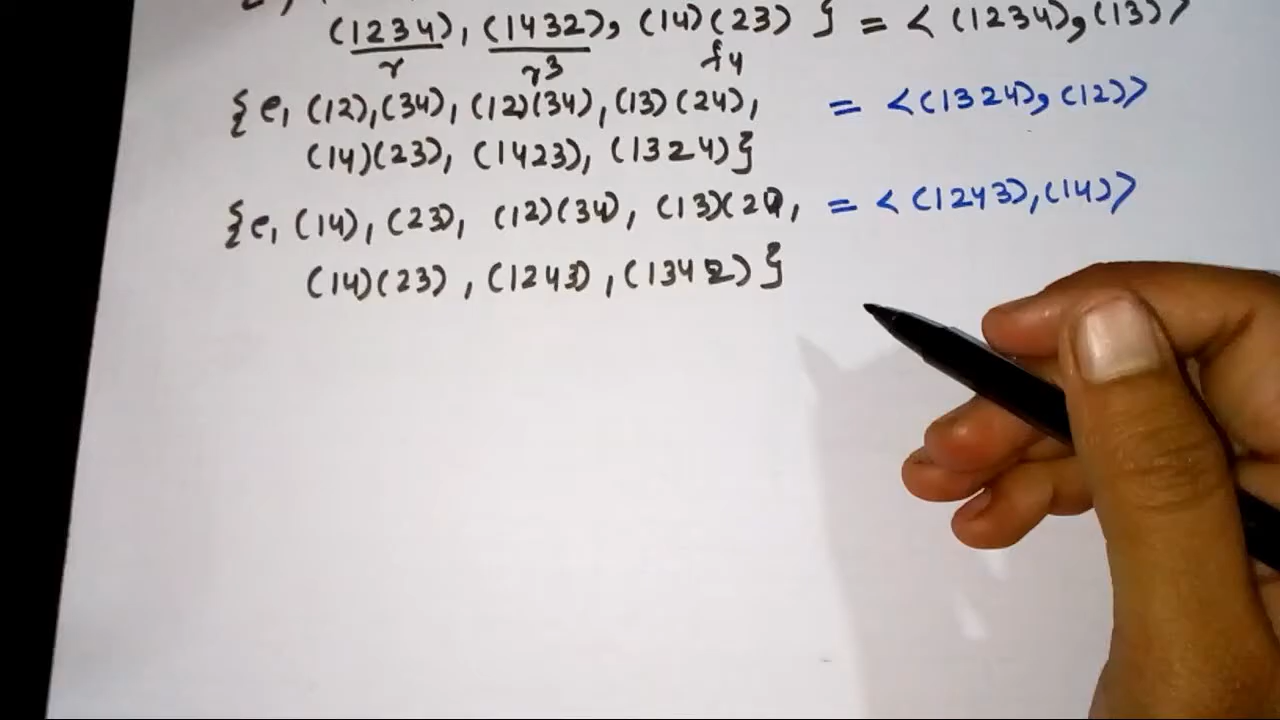 (1234), (1432), (14)(23) } = < (1234), (13)>
r r3 f4
{e, (12),(34), (12)(34), (13)(24), = <(1324), (12)>
(14)(23), (1423), (1324)}
{e, (14), (23), (12)(34), (13)(24), = <(1243),(14)>
(14)(23), (1243), (1342)}